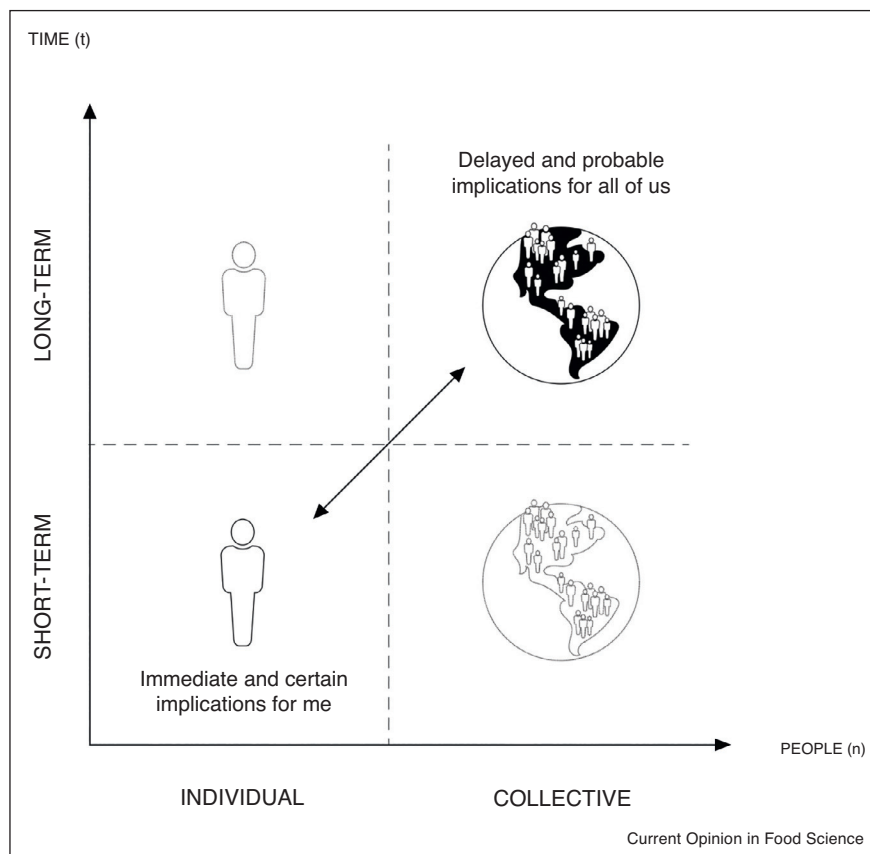 TIME (t)
Delayed and probable
implications for all of us
LONG-TERM
SHORT-TERM
Immediate and certain
implications for me
PEOPLE (n)
INDIVIDUAL
COLLECTIVE
Current Opinion in Food Science